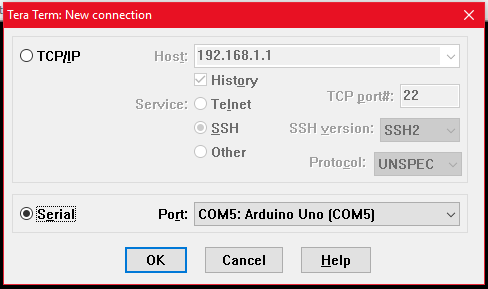 Tera Term: New connection
TCP/IP Host: 192.168.1.1
History
Service: Telnet TCP port#: 22
SSH SSH version: SSH2
Other
Protocol: UNSPEC
Serial Port: COM5: Arduino Uno (COM5)
OK Cancel Help